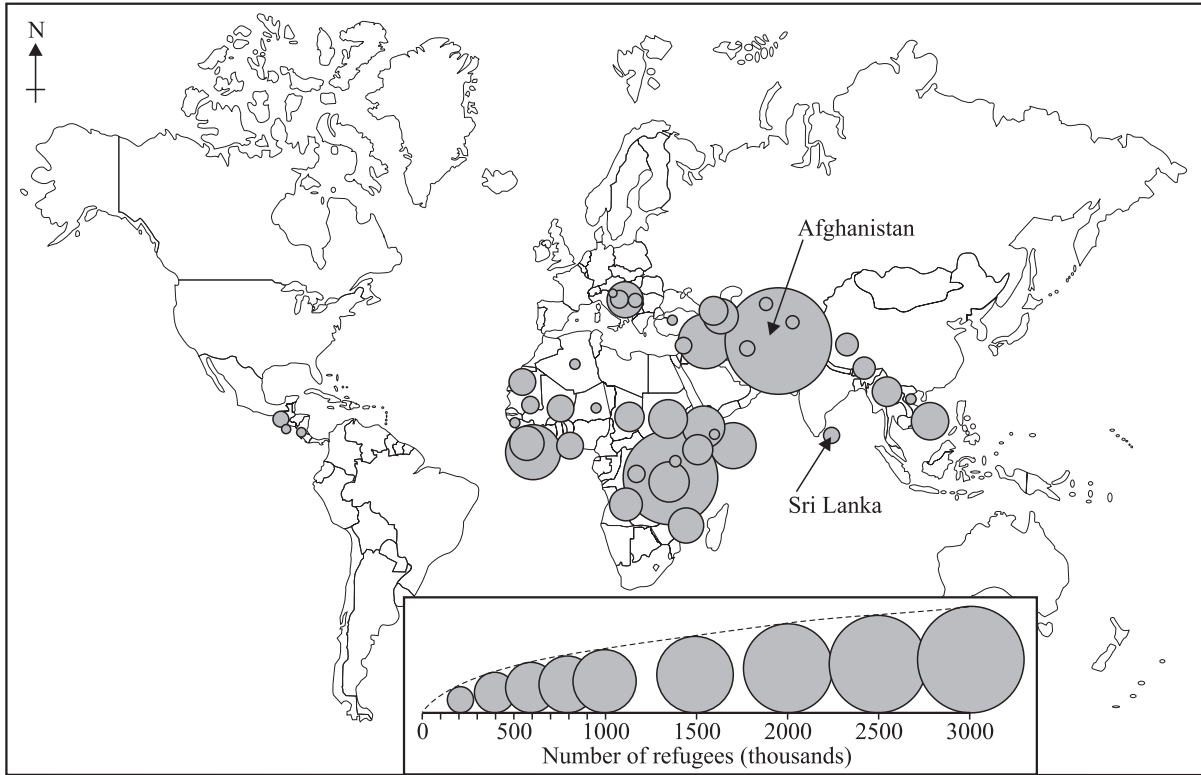 N
Afghanistan
Sri Lanka
0 500 1000 1500 2000 2500 3000
Number of refugees (thousands)